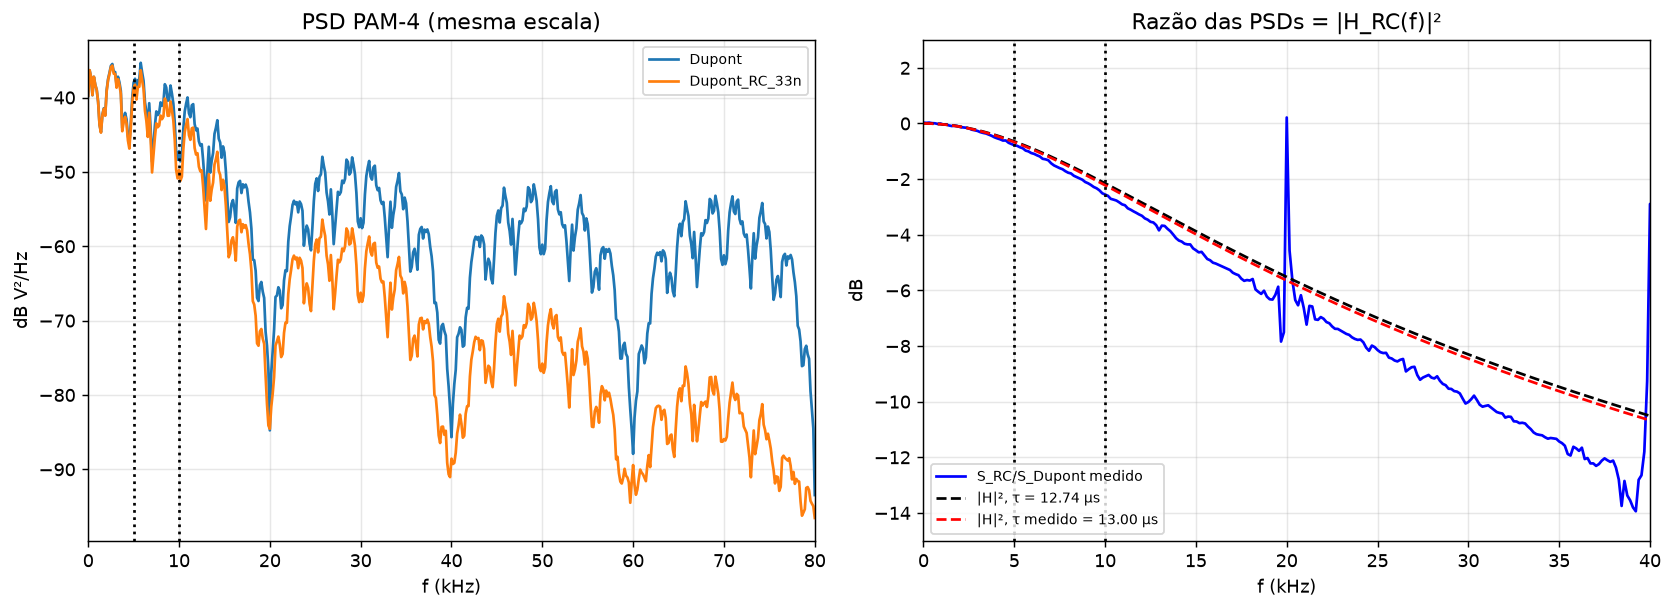 PSD PAM-4 (mesma escala)
Dupont
Dupont_RC_33n
dB V²/Hz
−40
−50
−60
−70
−80
−90
0 10 20 30 40 50 60 70 80
f (kHz)
Razão das PSDs = |H_RC(f)|²
dB
2
0
−2
−4
−6
−8
−10
−12
−14
S_RC/S_Dupont medido
|H|², τ = 12.74 μs
|H|², τ medido = 13.00 μs
0 5 10 15 20 25 30 35 40
f (kHz)